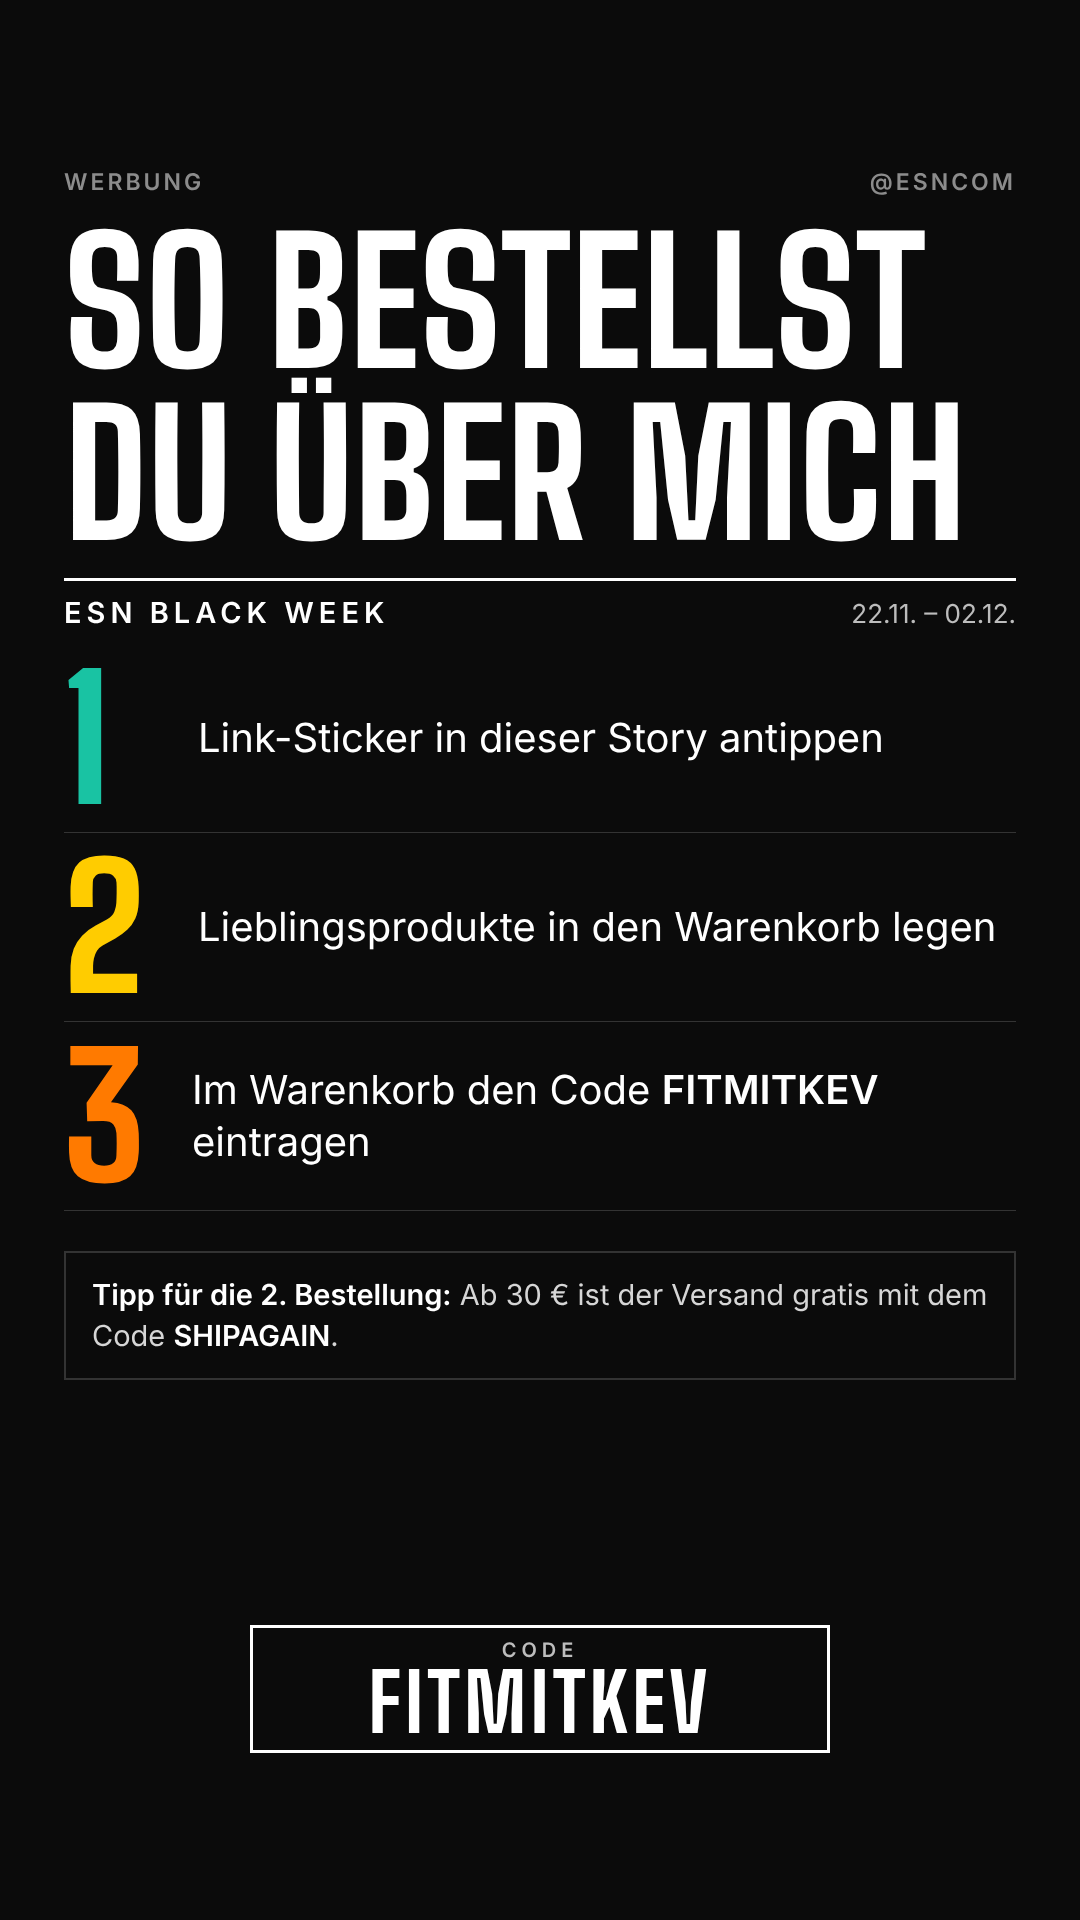 WERBUNG
@ESNCOM
SO BESTELLST
DU ÜBER MICH
ESN BLACK WEEK
22.11. – 02.12.
1
Link-Sticker in dieser Story antippen
2
Lieblingsprodukte in den Warenkorb legen
3
Im Warenkorb den Code FITMITKEV
eintragen
Tipp für die 2. Bestellung: Ab 30 € ist der Versand gratis mit dem
Code SHIPAGAIN.
CODE
FITMITKEV